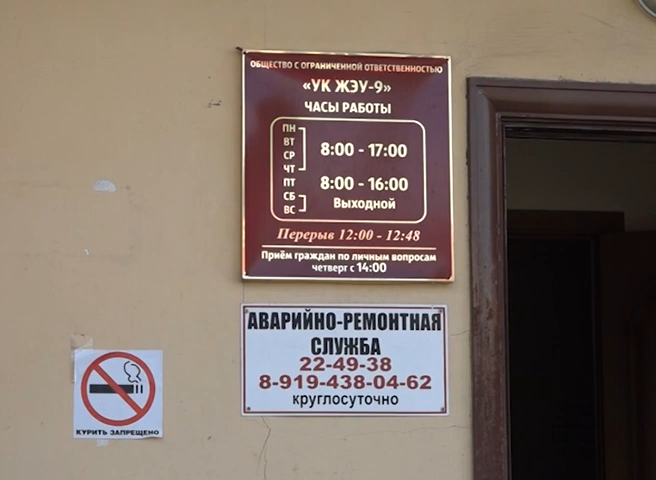 ОБЩЕСТВО С ОГРАНИЧЕННОЙ ОТВЕТСТВЕННОСТЬЮ
«УК ЖЭУ-9»
ЧАСЫ РАБОТЫ
ПН
ВТ
СР
ЧТ
8:00 - 17:00
ПТ 8:00 - 16:00
СБ
ВС
Выходной
Перерыв 12:00 - 12:48
Приём граждан по личным вопросам
четверг с 14:00
АВАРИЙНО-РЕМОНТНАЯ
СЛУЖБА
22-49-38
8-919-438-04-62
круглосуточно
КУРИТЬ ЗАПРЕЩЕНО